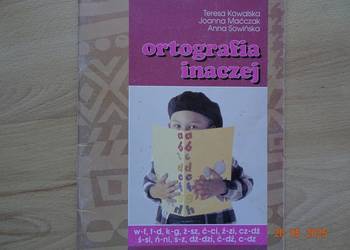 Teresa Kowalska
Joanna Maćczak
Anna Sowińska
ortografia
inaczej
w-f, t-d, k-g, ż-sz, ć-ci, ź-zi, cz-dż
ś-si, ń-ni, s-z, dź-dzi, ć-dź, c-dz